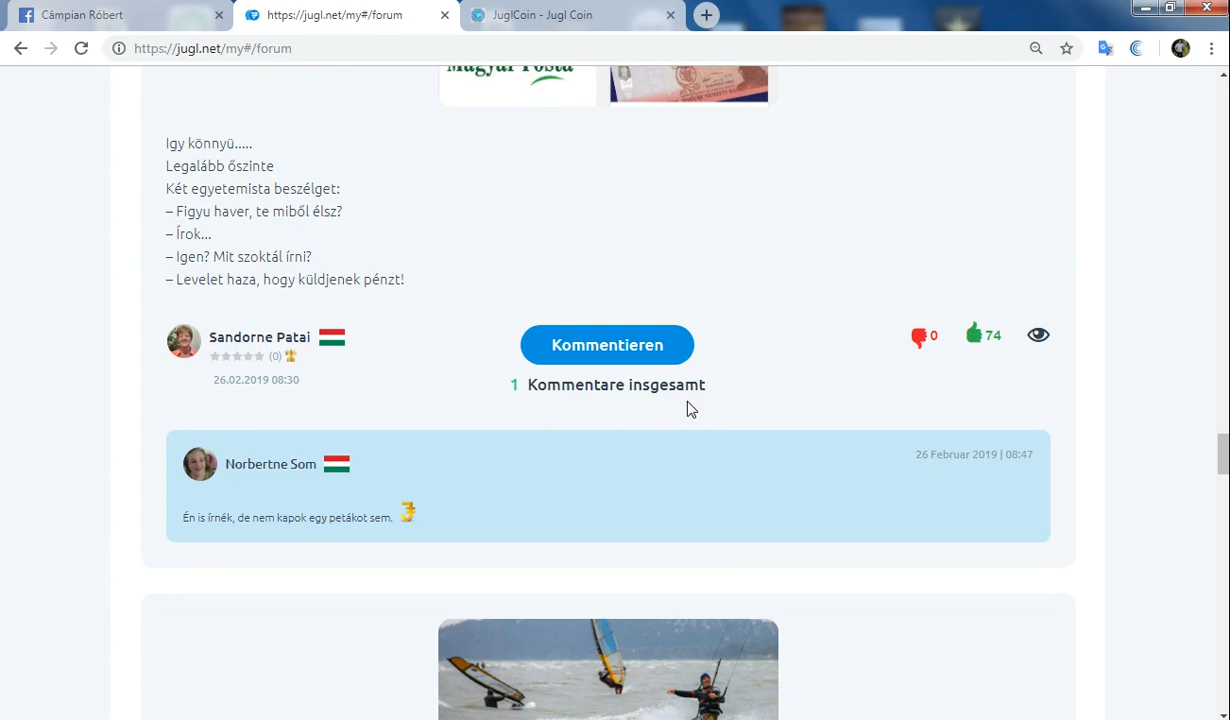 Câmpian Róbert
https://jugl.net/my#/forum
JuglCoin - Jugl Coin
https://jugl.net/my#/forum
Magyar Posta
Igy könnyü.....
Legalább őszinte
Két egyetemista beszélget:
– Figyu haver, te miből élsz?
– Írok...
– Igen? Mit szoktál írni?
– Levelet haza, hogy küldjenek pénzt!
Sandorne Patai
(0)
26.02.2019 08:30
Kommentieren
1 Kommentare insgesamt
0
74
Norbertne Som
26 Februar 2019 | 08:47
Én is írnék, de nem kapok egy petákot sem.